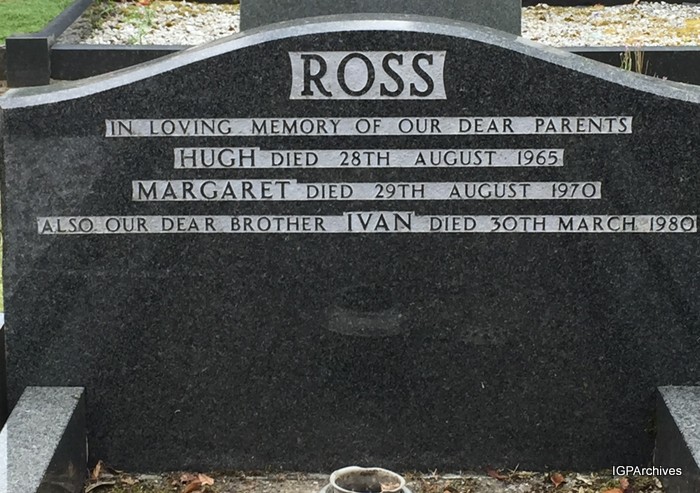 ROSS
IN LOVING MEMORY OF OUR DEAR PARENTS
HUGH DIED 28TH AUGUST 1965
MARGARET DIED 29TH AUGUST 1970
ALSO OUR DEAR BROTHER IVAN DIED 30TH MARCH 1980
IGPArchives